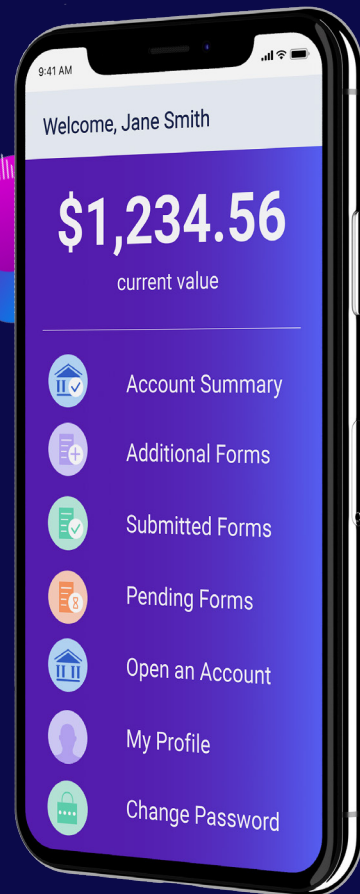 9:41 AM
Welcome, Jane Smith
$1,234.56
current value
Account Summary
Additional Forms
Submitted Forms
Pending Forms
Open an Account
My Profile
Change Password